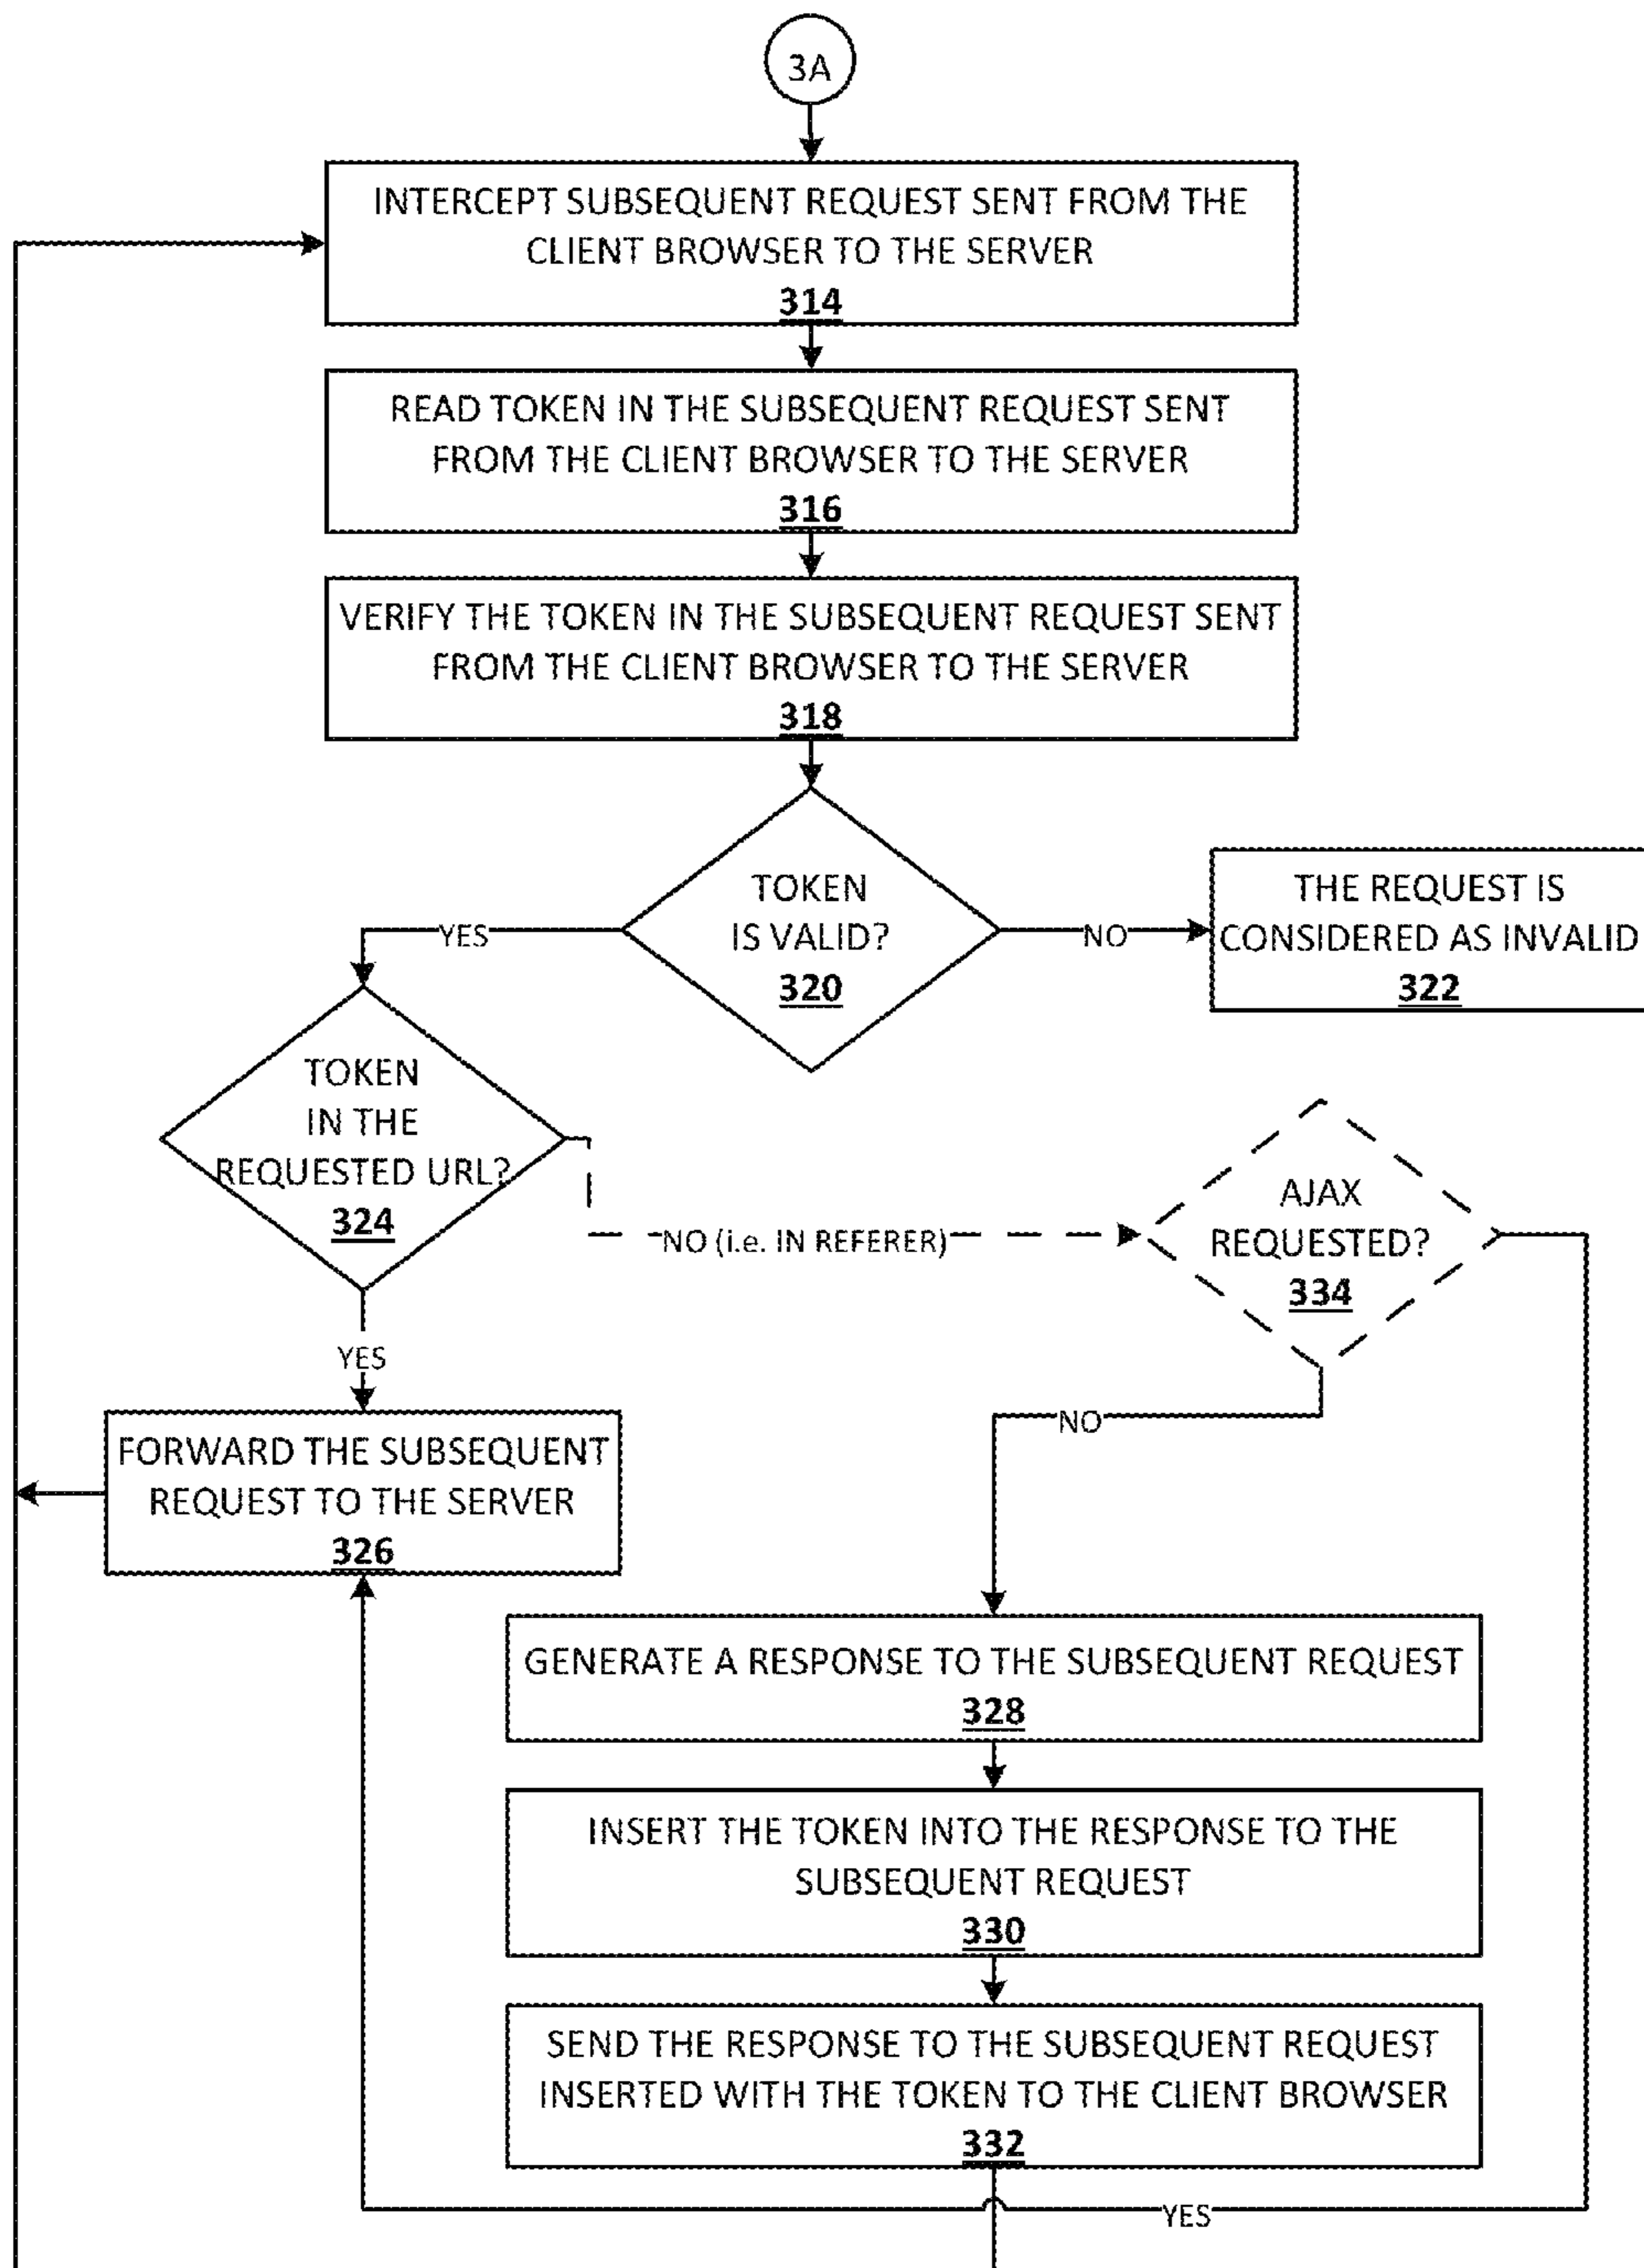 3A
INTERCEPT SUBSEQUENT REQUEST SENT FROM THE
CLIENT BROWSER TO THE SERVER
314
READ TOKEN IN THE SUBSEQUENT REQUEST SENT
FROM THE CLIENT BROWSER TO THE SERVER
316
VERIFY THE TOKEN IN THE SUBSEQUENT REQUEST SENT
FROM THE CLIENT BROWSER TO THE SERVER
318
TOKEN
IS VALID?
320
YES
NO
THE REQUEST IS
CONSIDERED AS INVALID
322
TOKEN
IN THE
REQUESTED URL?
324
NO (i.e. IN REFERER)
AJAX
REQUESTED?
334
YES
NO
FORWARD THE SUBSEQUENT
REQUEST TO THE SERVER
326
GENERATE A RESPONSE TO THE SUBSEQUENT REQUEST
328
INSERT THE TOKEN INTO THE RESPONSE TO THE
SUBSEQUENT REQUEST
330
SEND THE RESPONSE TO THE SUBSEQUENT REQUEST
INSERTED WITH THE TOKEN TO THE CLIENT BROWSER
332
YES